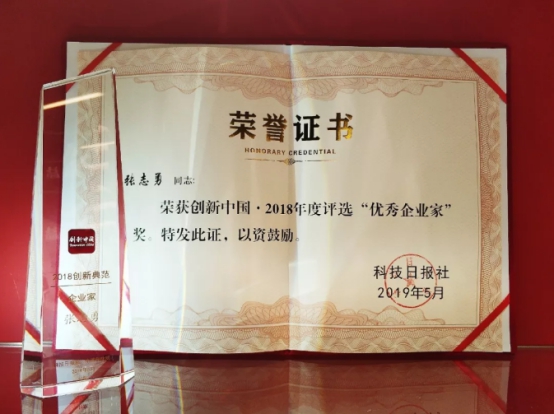 荣誉证书
HONORARY CREDENTIAL
张志勇 同志:
荣获创新中国·2018年度评选“优秀企业家”
奖。特发此证，以资鼓励。
科技日报社
2019年5月
创新中国
2018创新典范
企业家
张志勇